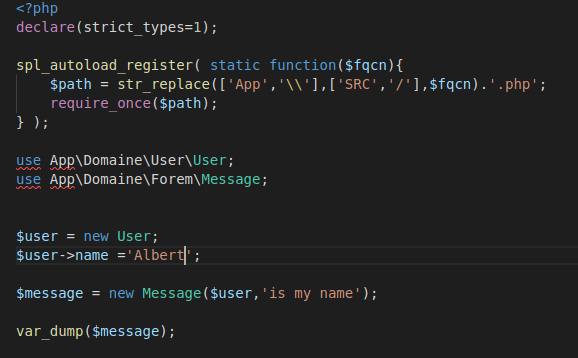 <?php
declare(strict_types=1);
spl_autoload_register( static function($fqcn){
$path = str_replace(['App','\\'],['SRC','/'],$fqcn).'.php';
require_once($path);
} );
use App\Domaine\User\User;
use App\Domaine\Forem\Message;
$user = new User;
$user->name ='Albert';
$message = new Message($user,'is my name');
var_dump($message);